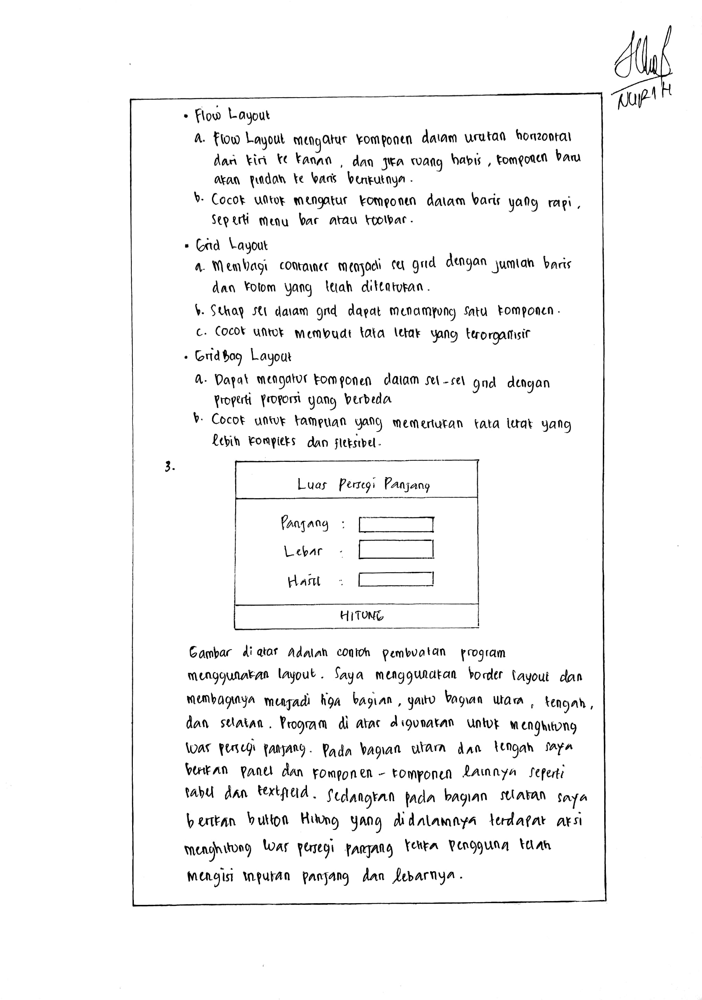 NURIH
• Flow Layout
a. Flow Layout mengatur komponen dalam urutan horizontal
dari kiri ke kanan, dan jika ruang habis, komponen baru
akan pindah ke baris berikutnya.
b. Cocok untuk mengatur komponen dalam baris yang rapi,
seperti menu bar atau toolbar.
• Grid Layout
a. Membagi container menjadi sel grid dengan jumlah baris
dan kolom yang telah ditentukan.
b. Setiap sel dalam grid dapat menampung satu komponen.
c. Cocok untuk membuat tata letak yang terorganisir
• GridBag Layout
a. Dapat mengatur komponen dalam sel-sel grid dengan
properti proporsi yang berbeda
b. Cocok untuk tampilan yang memerlukan tata letak yang
lebih kompleks dan fleksibel.
3.
Luas Persegi Panjang
Panjang :
Lebar :
Hasil :
HITUNG
Gambar di atas adalah contoh pembuatan program
menggunakan layout. Saya menggunakan border layout dan
membaginya menjadi tiga bagian, yaitu bagian utara, tengah,
dan selatan. Program di atas digunakan untuk menghitung
luas persegi panjang. Pada bagian utara dan tengah saya
berikan panel dan komponen - komponen lainnya seperti
label dan textfield. Sedangkan pada bagian selatan saya
berikan button Hitung yang didalamnya terdapat aksi
menghitung luas persegi panjang ketika pengguna telah
mengisi inputan panjang dan lebarnya.